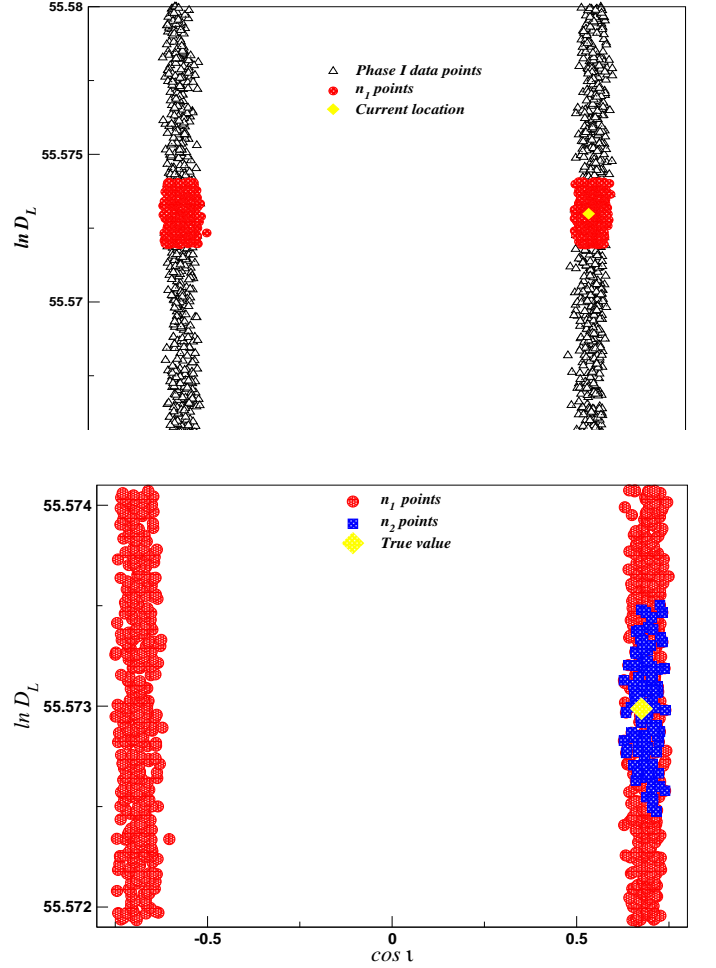 55.58
55.575
55.57
ln D_L
Phase I data points
n_1 points
Current location
55.574
55.573
55.572
ln D_L
n_1 points
n_2 points
True value
-0.5
0
0.5
cos ι